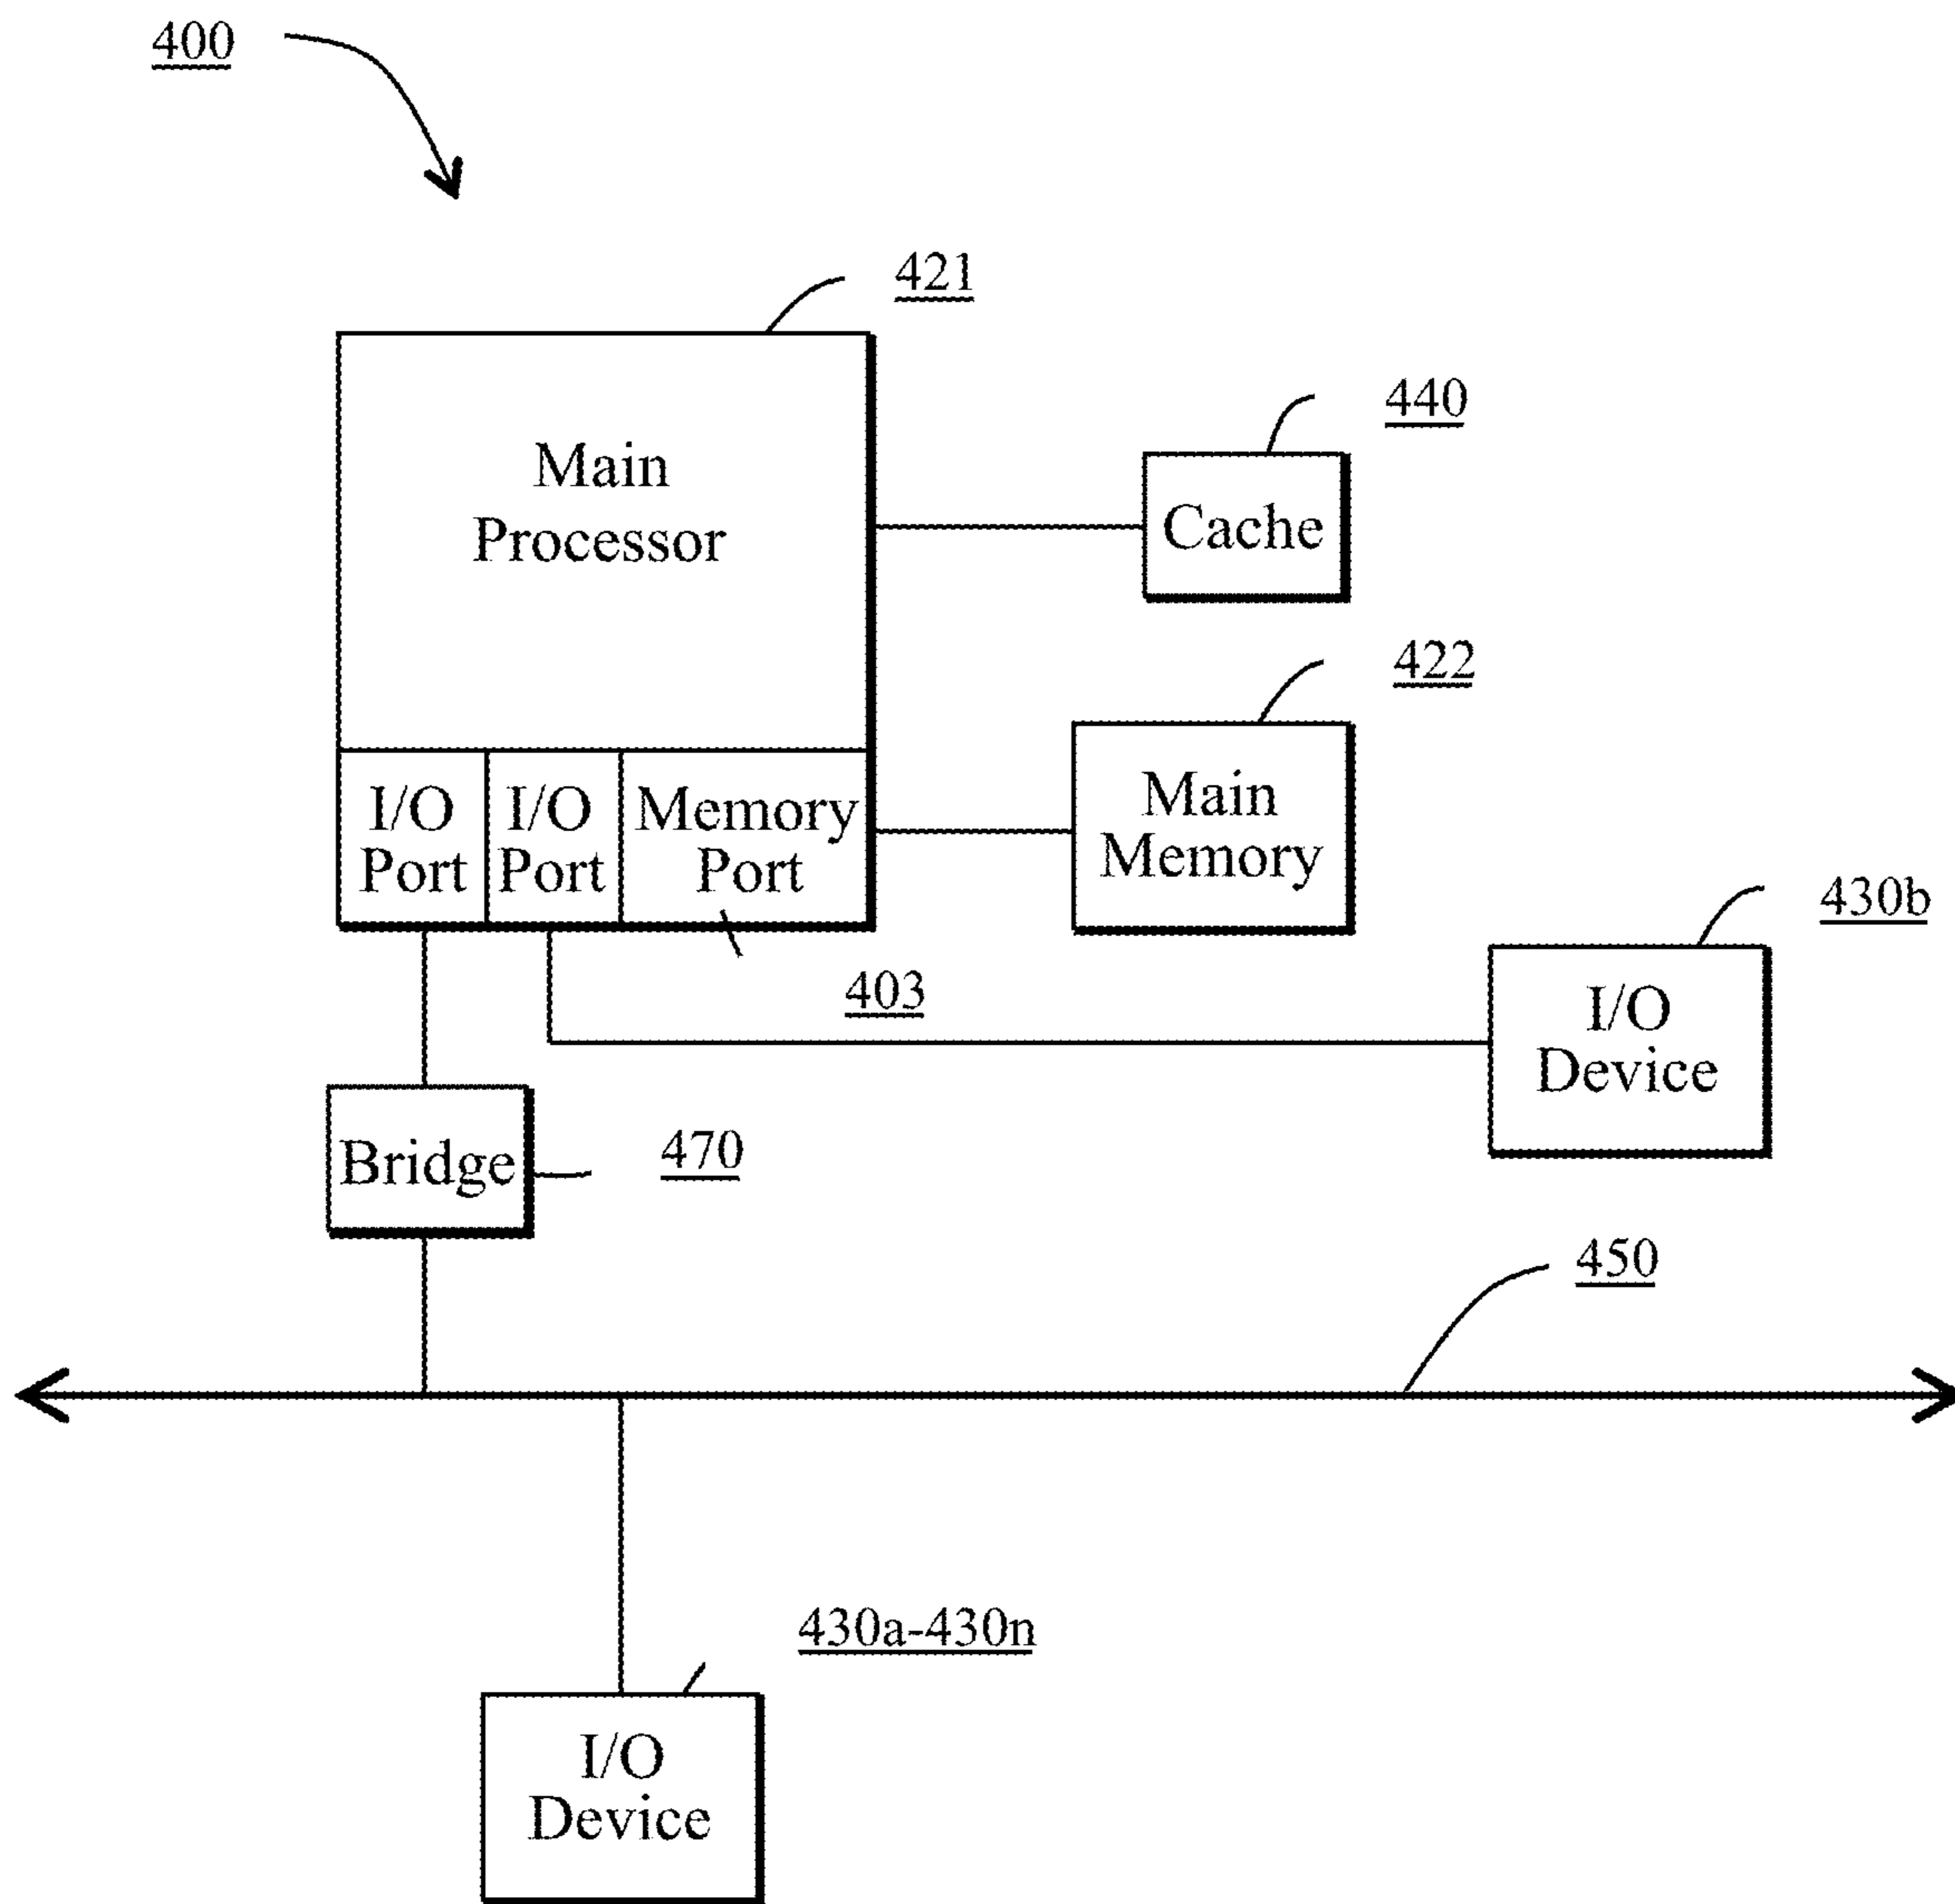 400
421
440
Main
Processor
Cache
422
I/O
Port
I/O
Port
Memory
Port
Main
Memory
430b
403
I/O
Device
Bridge
470
450
430a-430n
I/O
Device